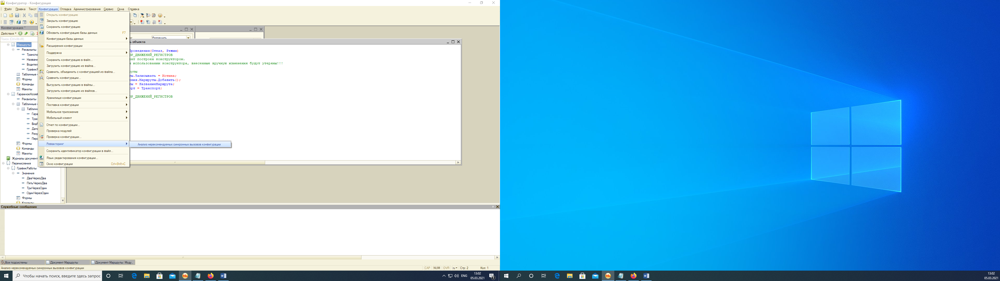 Конфигуратор - Конфигурация
Файл Правка Текст Конфигурация Отладка Администрирование Сервис Окна Справка
Открыть конфигурацию
Закрыть конфигурацию
Сохранить конфигурацию
Обновить конфигурацию базы данных F7
Конфигурация базы данных
Расширения конфигурации
Поддержка
Сохранить конфигурацию в файл...
Загрузить конфигурацию из файла...
Сравнить, объединить с конфигурацией из файла...
Сравнить конфигурации...
Выгрузить конфигурацию в файлы...
Загрузить конфигурацию из файлов...
Хранилище конфигурации
Поставка конфигурации
Мобильное приложение
Мобильный клиент
Отчет по конфигурации...
Проверка модулей
Проверка конфигурации...
Рефакторинг
Анализ нерекомендуемых синхронных вызовов конфигурации
Сохранить идентификатор конфигурации в файл...
Язык редактирования конфигурации...
Окно конфигурации Ctrl+Shift+C
Конфигурация *
Действия
Поиск (Ctrl+Alt+M)
Маршруты
Реквизиты
Транспо
Названи
Водител
ГрафикР
Табличные ч
Формы
Команды
Макеты
ГаражноеХозяй
Реквизиты
Табличные ч
Табличн
Гара
Тран
ВидР
Дата
Резу
Перс
Формы
Команды
Макеты
Журналы документ
Перечисления
ГрафикРаботы
Значения
ДваЧерезДва
ПятьЧерезДва
ТриЧерезОдин
ОдинЧерезОдин
Формы
Команды
Разрешить
ь объекта
Проведения(Отказ, Режим)
ОР_ДВИЖЕНИЙ_РЕГИСТРОВ
ент построен конструктором.
и использовании конструктора, внесенные вручную изменения будут утеряны!!!
руты
ты.Записывать = Истина;
ения.Маршруты.Добавить();
ты = НазваниеМаршрута;
орт = Транспорт;
ОР_ДВИЖЕНИЙ_РЕГИСТРОВ
Служебные сообщения
Все подсистемы Документ Маршруты Документ Маршруты: Моду...
Анализ нерекомендуемых синхронных вызовов конфигурации CAP NUM OVR ru Стр: 2 Кол: 1
Чтобы начать поиск, введите здесь запрос
ENG
13:02
05.03.2021
1
13:02
05.03.2021